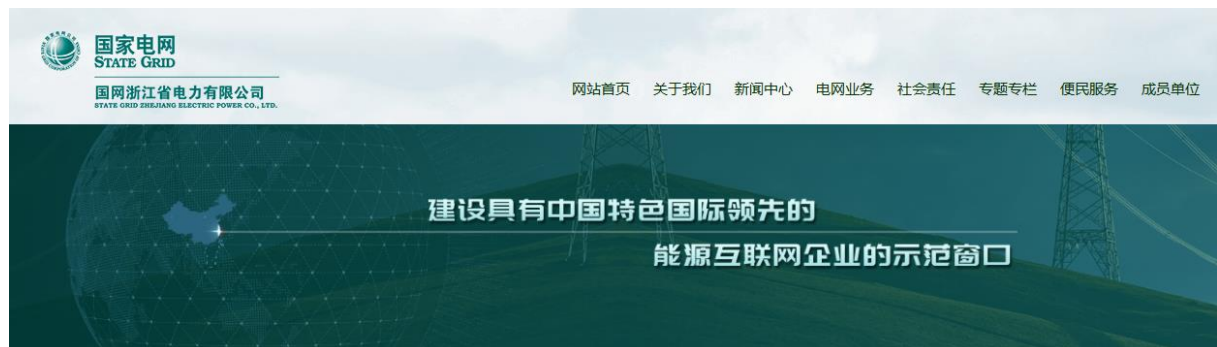 国家电网
STATE GRID
国网浙江省电力有限公司
STATE GRID ZHEJIANG ELECTRIC POWER CO., LTD.
网站首页 关于我们 新闻中心 电网业务 社会责任 专题专栏 便民服务 成员单位
建设具有中国特色国际领先的
能源互联网企业的示范窗口